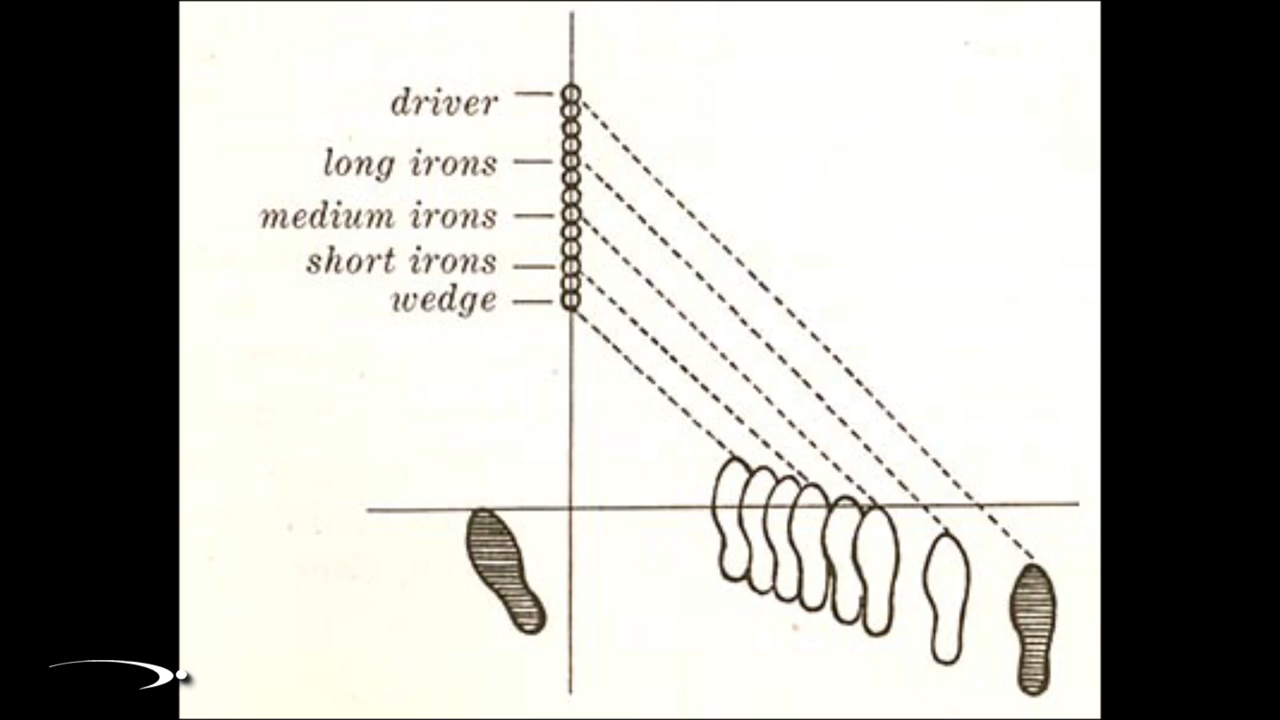 driver
long irons
medium irons
short irons
wedge